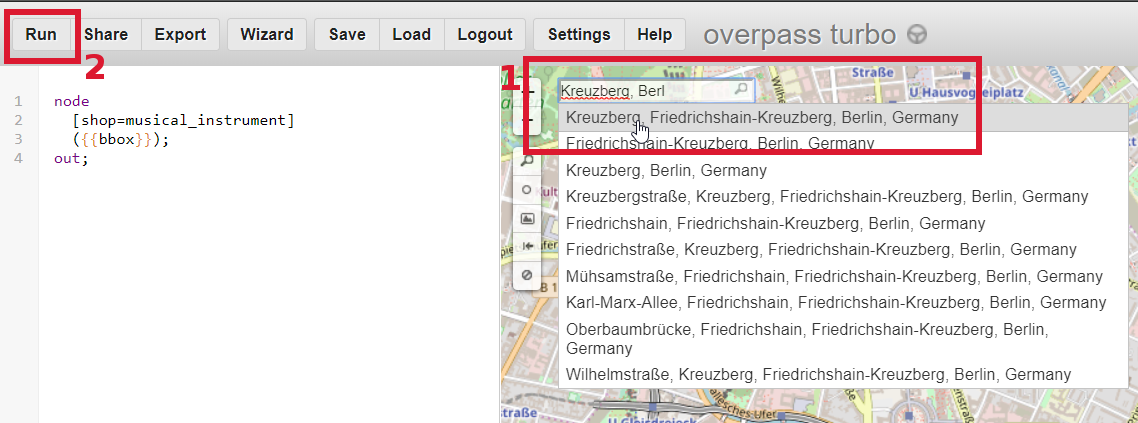 Run Share Export Wizard Save Load Logout Settings Help overpass turbo
2
1
1 node
2 [shop=musical_instrument]
3 ({{bbox}});
4 out;
Straße
U Hausvogteiplatz
Kreuzberg, Berl
Kreuzberg, Friedrichshain-Kreuzberg, Berlin, Germany
Friedrichshain-Kreuzberg, Berlin, Germany
Kreuzberg, Berlin, Germany
Kreuzbergstraße, Kreuzberg, Friedrichshain-Kreuzberg, Berlin, Germany
Friedrichshain, Friedrichshain-Kreuzberg, Berlin, Germany
Friedrichstraße, Kreuzberg, Friedrichshain-Kreuzberg, Berlin, Germany
Mühsamstraße, Friedrichshain, Friedrichshain-Kreuzberg, Berlin, Germany
B 1
Karl-Marx-Allee, Friedrichshain, Friedrichshain-Kreuzberg, Berlin, Germany
Oberbaumbrücke, Friedrichshain, Friedrichshain-Kreuzberg, Berlin,
Germany
Wilhelmstraße, Kreuzberg, Friedrichshain-Kreuzberg, Berlin, Germany
straße
U Gleisdreieck